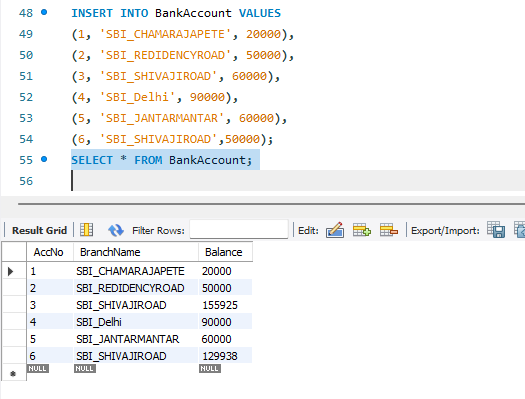 48 INSERT INTO BankAccount VALUES
49 (1, 'SBI_CHAMARAJAPETE', 20000),
50 (2, 'SBI_REDIDENCYROAD', 50000),
51 (3, 'SBI_SHIVAJIROAD', 60000),
52 (4, 'SBI_Delhi', 90000),
53 (5, 'SBI_JANTARMANTAR', 60000),
54 (6, 'SBI_SHIVAJIROAD',50000);
55 SELECT * FROM BankAccount;
56
Result Grid Filter Rows: Edit: Export/Import:
AccNo BranchName Balance
1 SBI_CHAMARAJAPETE 20000
2 SBI_REDIDENCYROAD 50000
3 SBI_SHIVAJIROAD 155925
4 SBI_Delhi 90000
5 SBI_JANTARMANTAR 60000
6 SBI_SHIVAJIROAD 129938
NULL NULL NULL